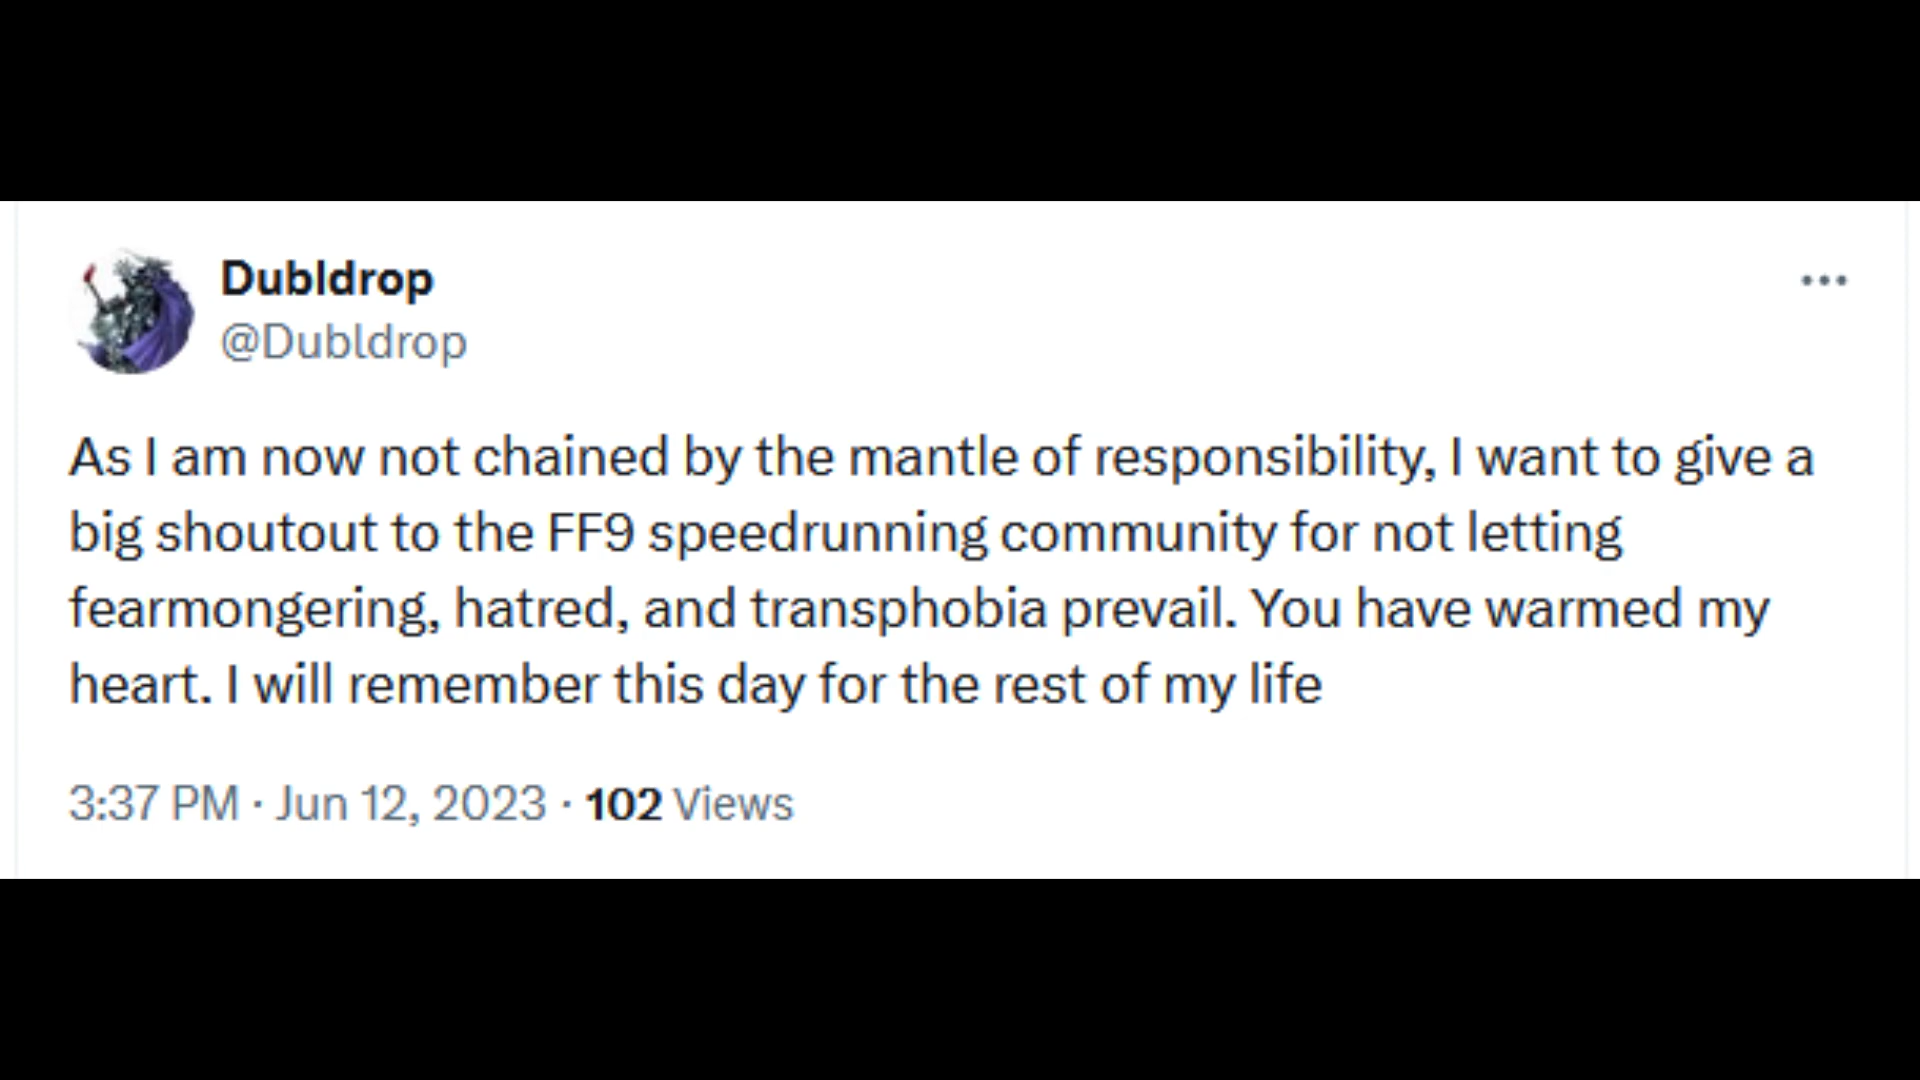 Dubldrop
@Dubldrop
As I am now not chained by the mantle of responsibility, I want to give a
big shoutout to the FF9 speedrunning community for not letting
fearmongering, hatred, and transphobia prevail. You have warmed my
heart. I will remember this day for the rest of my life
3:37 PM · Jun 12, 2023 · 102 Views